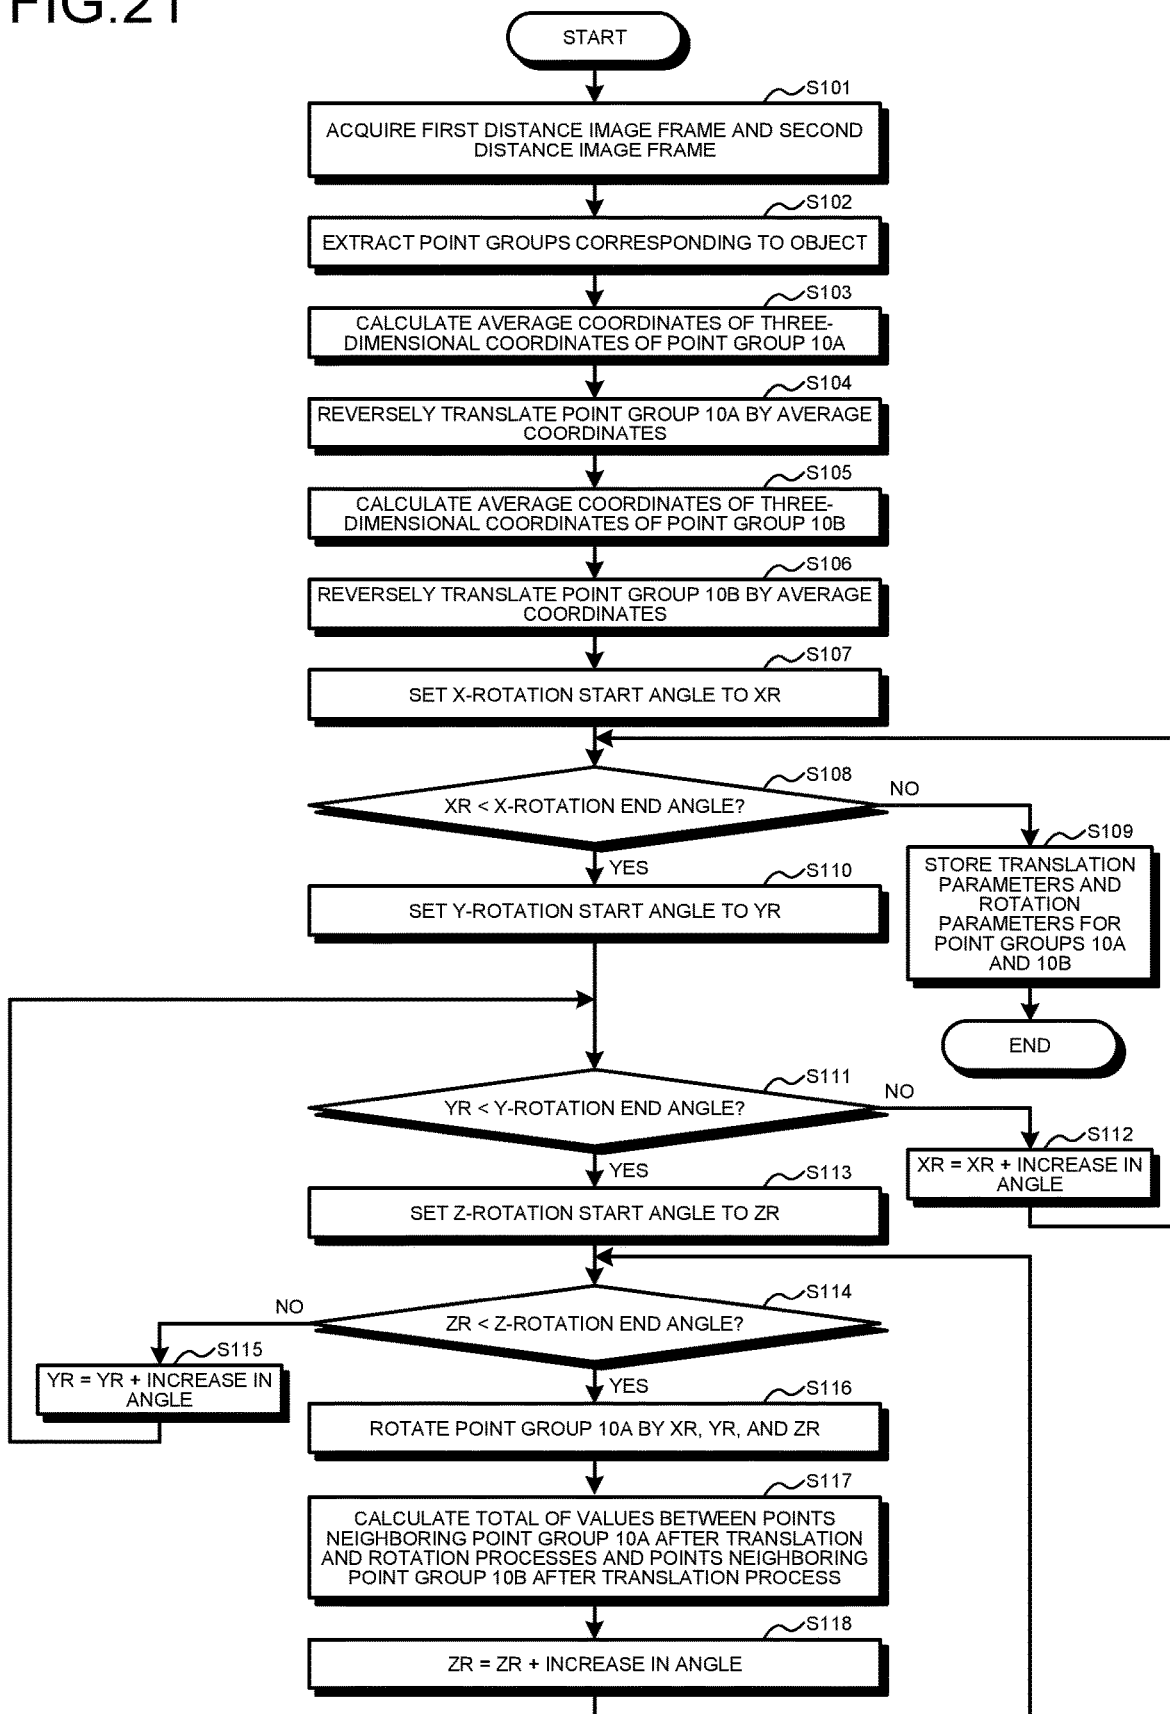 FIG.21
START
S101
ACQUIRE FIRST DISTANCE IMAGE FRAME AND SECOND
DISTANCE IMAGE FRAME
S102
EXTRACT POINT GROUPS CORRESPONDING TO OBJECT
S103
CALCULATE AVERAGE COORDINATES OF THREE-
DIMENSIONAL COORDINATES OF POINT GROUP 10A
S104
REVERSELY TRANSLATE POINT GROUP 10A BY AVERAGE
COORDINATES
S105
CALCULATE AVERAGE COORDINATES OF THREE-
DIMENSIONAL COORDINATES OF POINT GROUP 10B
S106
REVERSELY TRANSLATE POINT GROUP 10B BY AVERAGE
COORDINATES
S107
SET X-ROTATION START ANGLE TO XR
S108
XR < X-ROTATION END ANGLE?
NO
YES
S109
STORE TRANSLATION
PARAMETERS AND
ROTATION
PARAMETERS FOR
POINT GROUPS 10A
AND 10B
END
S110
SET Y-ROTATION START ANGLE TO YR
S111
YR < Y-ROTATION END ANGLE?
NO
YES
S112
XR = XR + INCREASE IN
ANGLE
S113
SET Z-ROTATION START ANGLE TO ZR
S114
ZR < Z-ROTATION END ANGLE?
NO
YES
S115
YR = YR + INCREASE IN
ANGLE
S116
ROTATE POINT GROUP 10A BY XR, YR, AND ZR
S117
CALCULATE TOTAL OF VALUES BETWEEN POINTS
NEIGHBORING POINT GROUP 10A AFTER TRANSLATION
AND ROTATION PROCESSES AND POINTS NEIGHBORING
POINT GROUP 10B AFTER TRANSLATION PROCESS
S118
ZR = ZR + INCREASE IN ANGLE